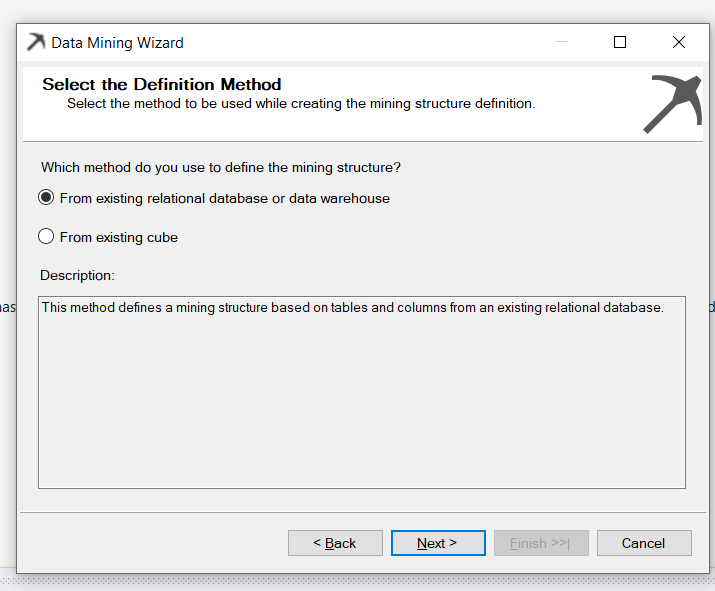 Data Mining Wizard
Select the Definition Method
Select the method to be used while creating the mining structure definition.
Which method do you use to define the mining structure?
From existing relational database or data warehouse
From existing cube
Description:
This method defines a mining structure based on tables and columns from an existing relational database.
< Back
Next >
Finish >>|
Cancel